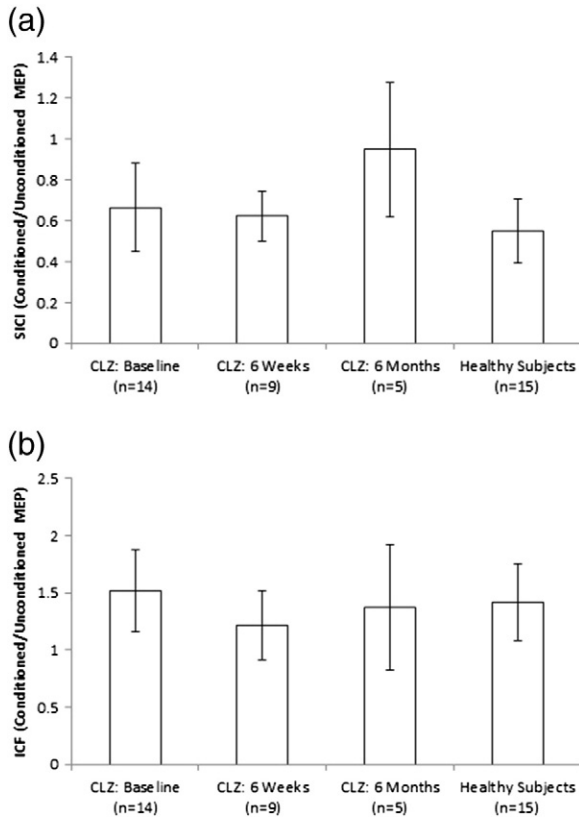 (a)
SICI (Conditioned/Unconditioned MEP)
1.4
1.2
1
0.8
0.6
0.4
0.2
0
CLZ: Baseline
(n=14)
CLZ: 6 Weeks
(n=9)
CLZ: 6 Months
(n=5)
Healthy Subjects
(n=15)
(b)
ICF (Conditioned/Unconditioned MEP)
2.5
2
1.5
1
0.5
0
CLZ: Baseline
(n=14)
CLZ: 6 Weeks
(n=9)
CLZ: 6 Months
(n=5)
Healthy Subjects
(n=15)